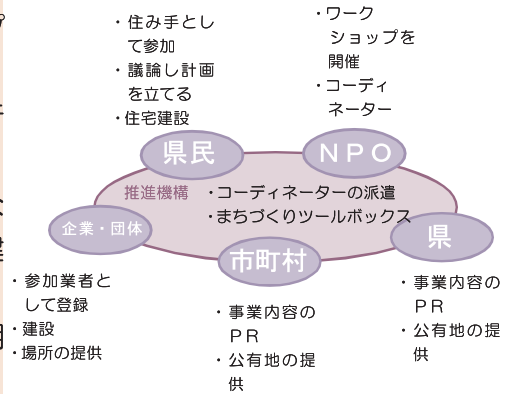 ・住み手とし
て参加
・議論し計画
を立てる
・住宅建設
・ワーク
ショップを
開催
・コーディ
ネーター
県民
ＮＰＯ
推進機構
・コーディネーターの派遣
・まちづくりツールボックス
企業・団体
市町村
県
・参加業者と
して登録
・建設
・場所の提供
・事業内容の
ＰＲ
・公有地の提
供
・事業内容の
ＰＲ
・公有地の提
供